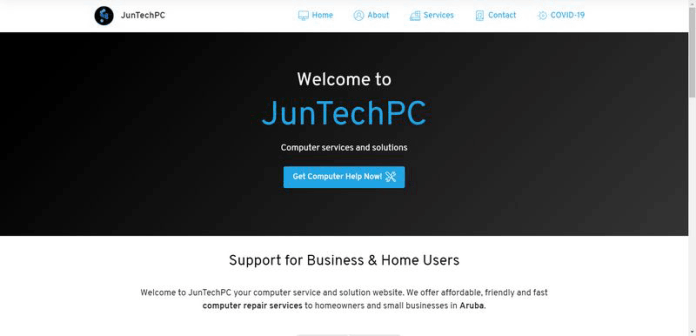 JunTechPC
Home
About
Services
Contact
COVID-19
Welcome to
JunTechPC
Computer services and solutions
Get Computer Help Now!
Support for Business & Home Users
Welcome to JunTechPC your computer service and solution website. We offer affordable, friendly and fast
computer repair services to homeowners and small businesses in Aruba.